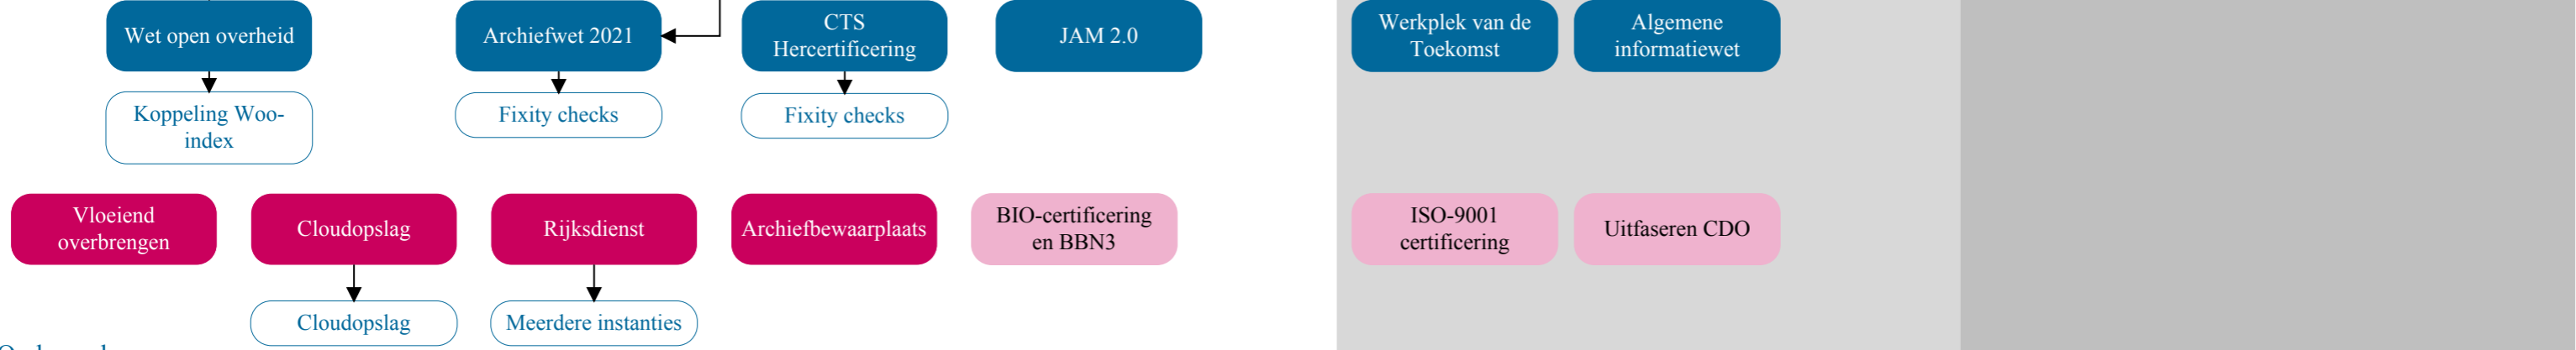 Wet open overheid
Archiefwet 2021
CTS
Hercertificering
JAM 2.0
Werkplek van de
Toekomst
Algemene
informatiewet
Koppeling Woo-
index
Fixity checks
Fixity checks
Vloeiend
overbrengen
Cloudopslag
Rijksdienst
Archiefbewaarplaats
BIO-certificering
en BBN3
ISO-9001
certificering
Uitfaseren CDO
Cloudopslag
Meerdere instanties